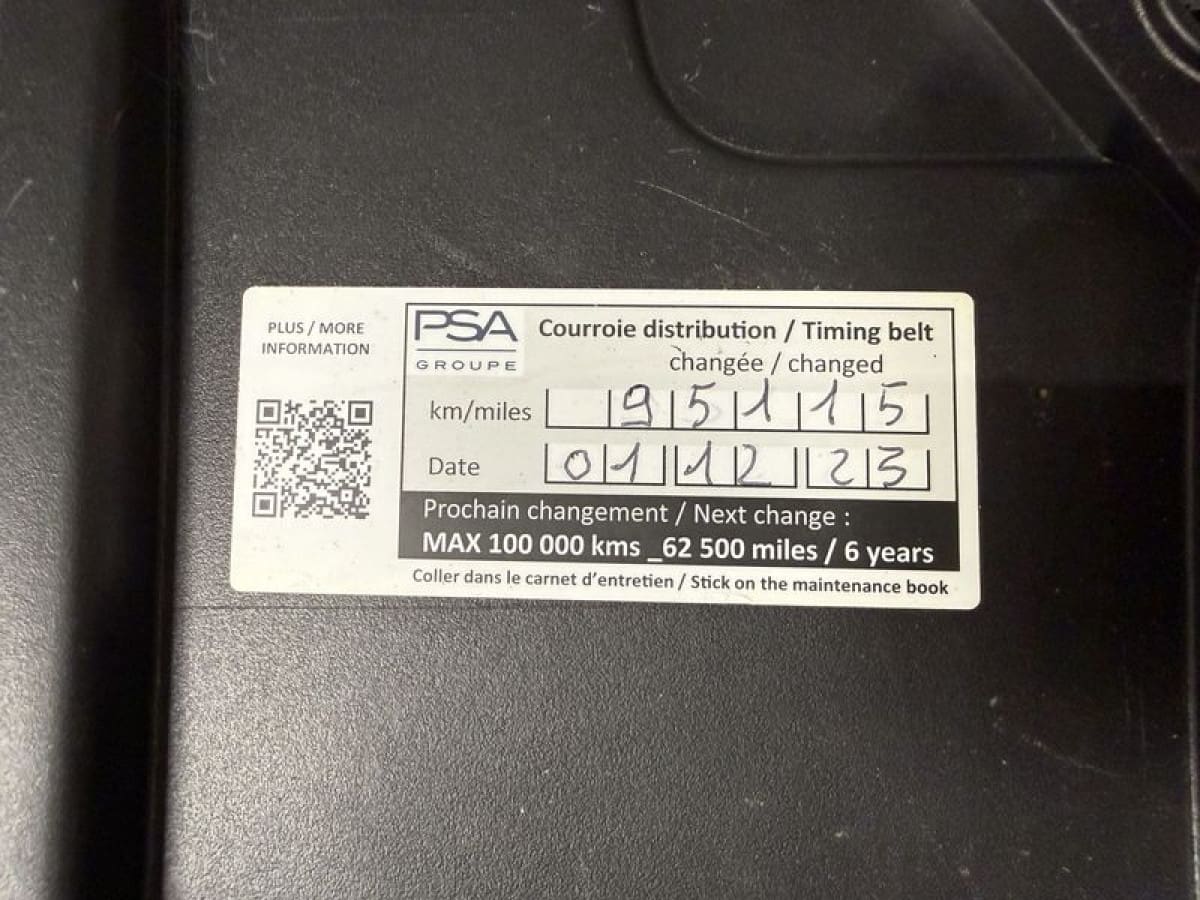 PLUS / MORE
INFORMATION
PSA
GROUPE
Courroie distribution / Timing belt
changée / changed
km/miles 95115
Date 01 12 23
Prochain changement / Next change :
MAX 100 000 kms _62 500 miles / 6 years
Coller dans le carnet d'entretien / Stick on the maintenance book